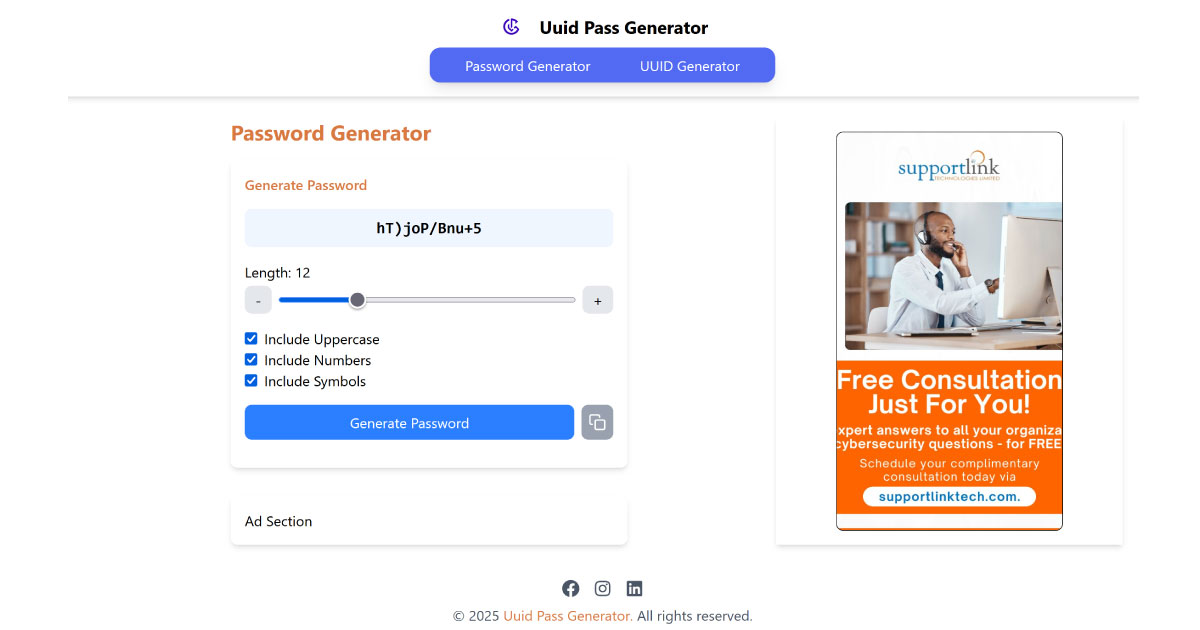 Uuid Pass Generator
Password Generator
UUID Generator
Password Generator
Generate Password
hT)joP/Bnu+5
Length: 12
-
+
Include Uppercase
Include Numbers
Include Symbols
Generate Password
Ad Section
supportlink
TECHNOLOGIES LIMITED
Free Consultation
Just For You!
xpert answers to all your organiza
cybersecurity questions - for FREE
Schedule your complimentary
consultation today via
supportlinktech.com.
© 2025 Uuid Pass Generator. All rights reserved.